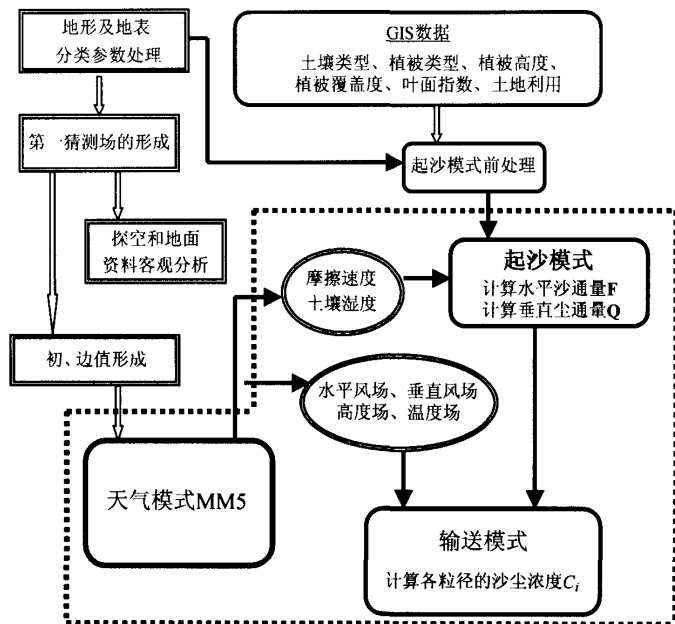 地形及地表
分类参数处理
GIS数据
土壤类型、植被类型、植被高度、
植被覆盖度、叶面指数、土地利用
第一猜测场的形成
起沙模式前处理
探空和地面
资料客观分析
摩擦速度
土壤湿度
起沙模式
计算水平沙通量F
计算垂直尘通量Q
初、边值形成
水平风场、垂直风场
高度场、温度场
天气模式MM5
输送模式
计算各粒径的沙尘浓度Ci